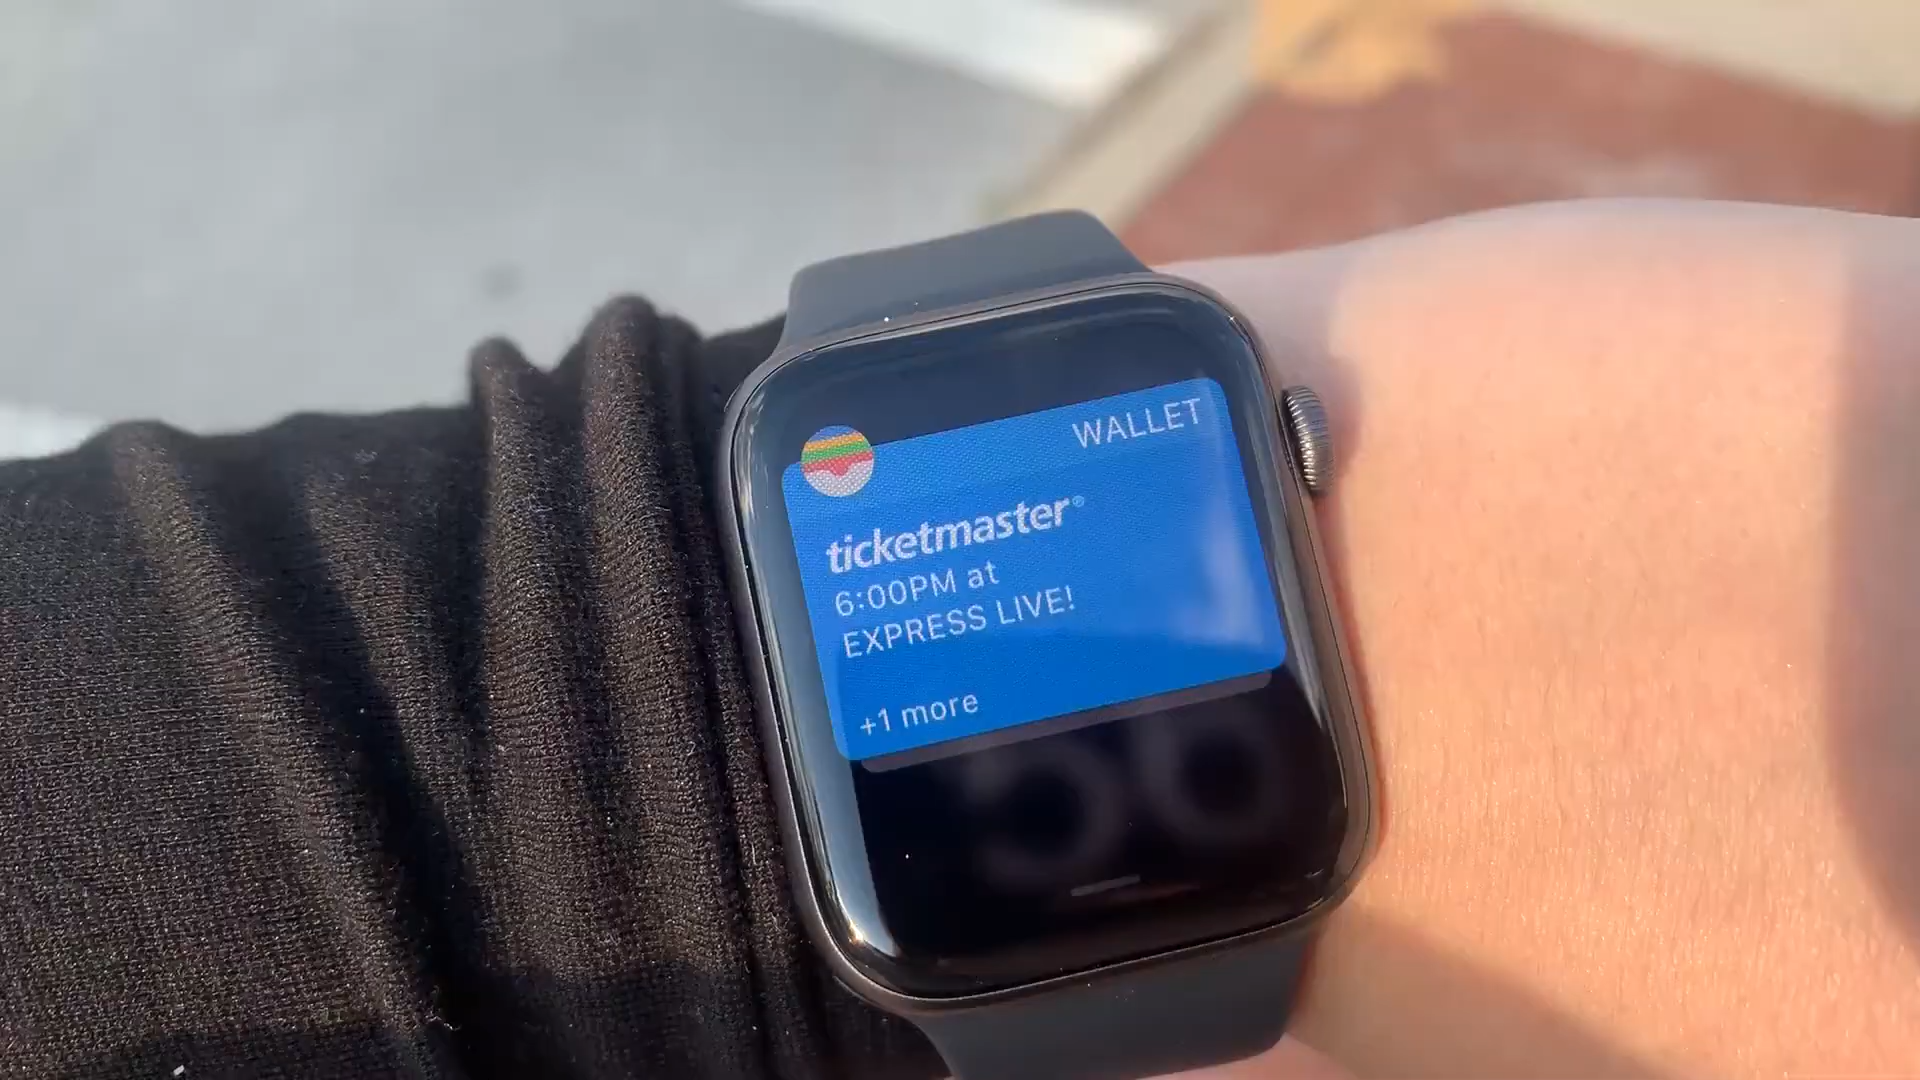 WALLET
ticketmaster®
6:00PM at
EXPRESS LIVE!
+1 more